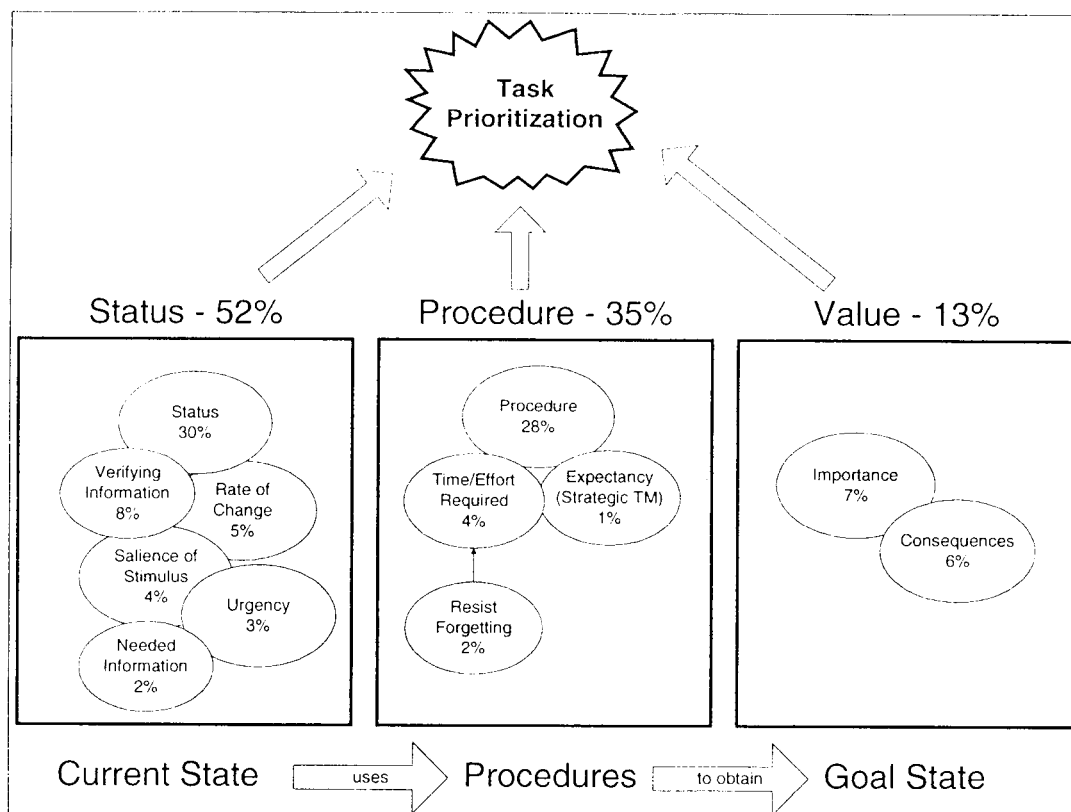 Task
Prioritization
Status - 52%
Procedure - 35%
Value - 13%
Status
30%
Verifying
Information
8%
Rate of
Change
5%
Salience of
Stimulus
4%
Urgency
3%
Needed
Information
2%
Procedure
28%
Time/Effort
Required
4%
Expectancy
(Strategic TM)
1%
Resist
Forgetting
2%
Importance
7%
Consequences
6%
Current State
uses
Procedures
to obtain
Goal State